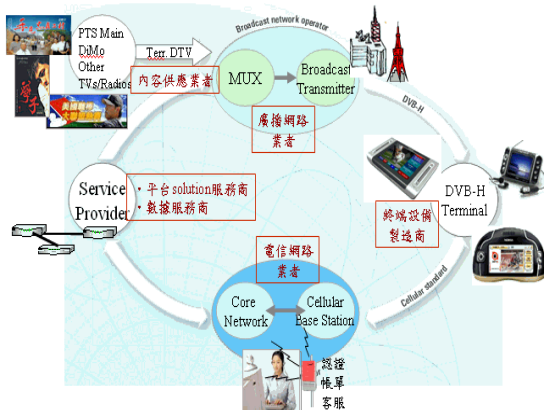 Broadcast network operator
PTS Main
DiMo
Other
TVs/Radios
Terr. DTV
內容供應業者
MUX
Broadcast
Transmitter
廣播網路
業者
DVB-H
Service
Provider
・平台solution服務商
・數據服務商
終端設備
製造商
DVB-H
Terminal
電信網路
業者
Core
Network
Cellular
Base Station
Cellular standard
認證
帳單
客服